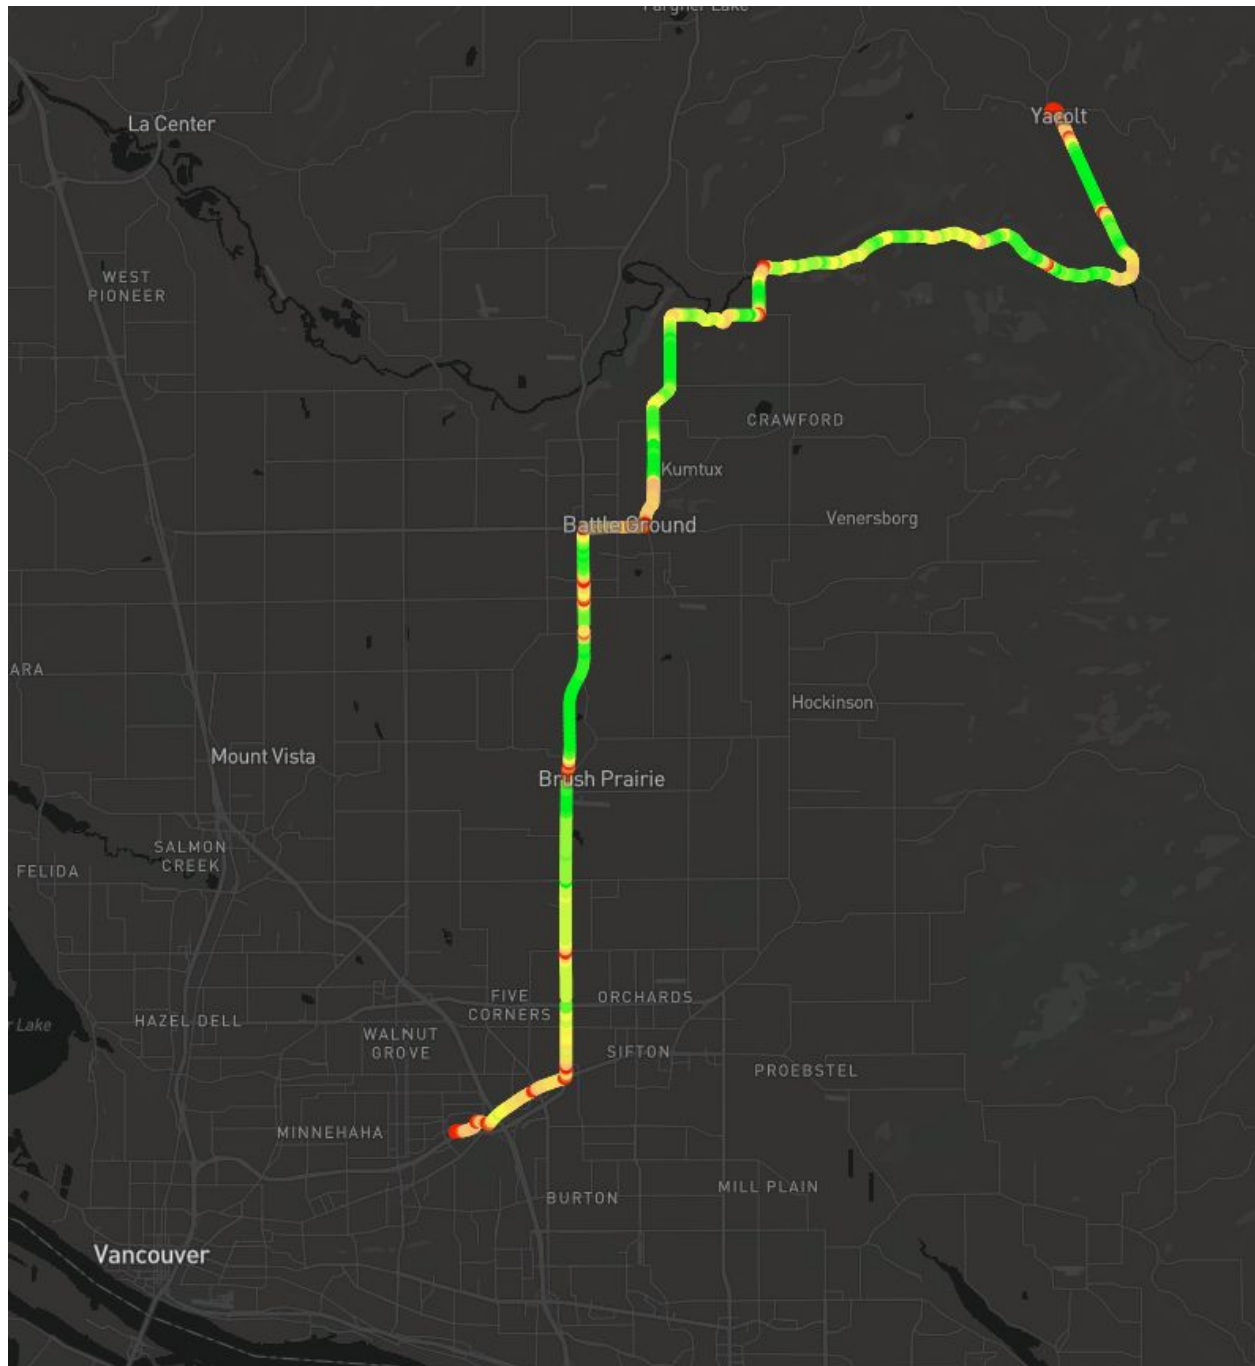 Yacolt
La Center
WEST
PIONEER
CRAWFORD
Kumtux
Battle Ground
Venersborg
ARA
Hockinson
Mount Vista
Brush Prairie
SALMON
CREEK
FELIDA
FIVE
CORNERS
ORCHARDS
HAZEL DELL
r Lake
WALNUT
GROVE
SIFTON
PROEBSTEL
MINNEHAHA
MILL PLAIN
BURTON
Vancouver